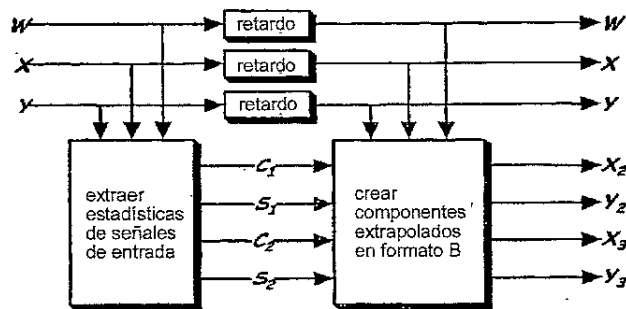 W retardo W
X retardo X
Y retardo Y
extraer
estadísticas
de señales
de entrada
C₁
S₁
C₂
S₂
crear
componentes
extrapolados
en formato B
X₂
Y₂
X₃
Y₃